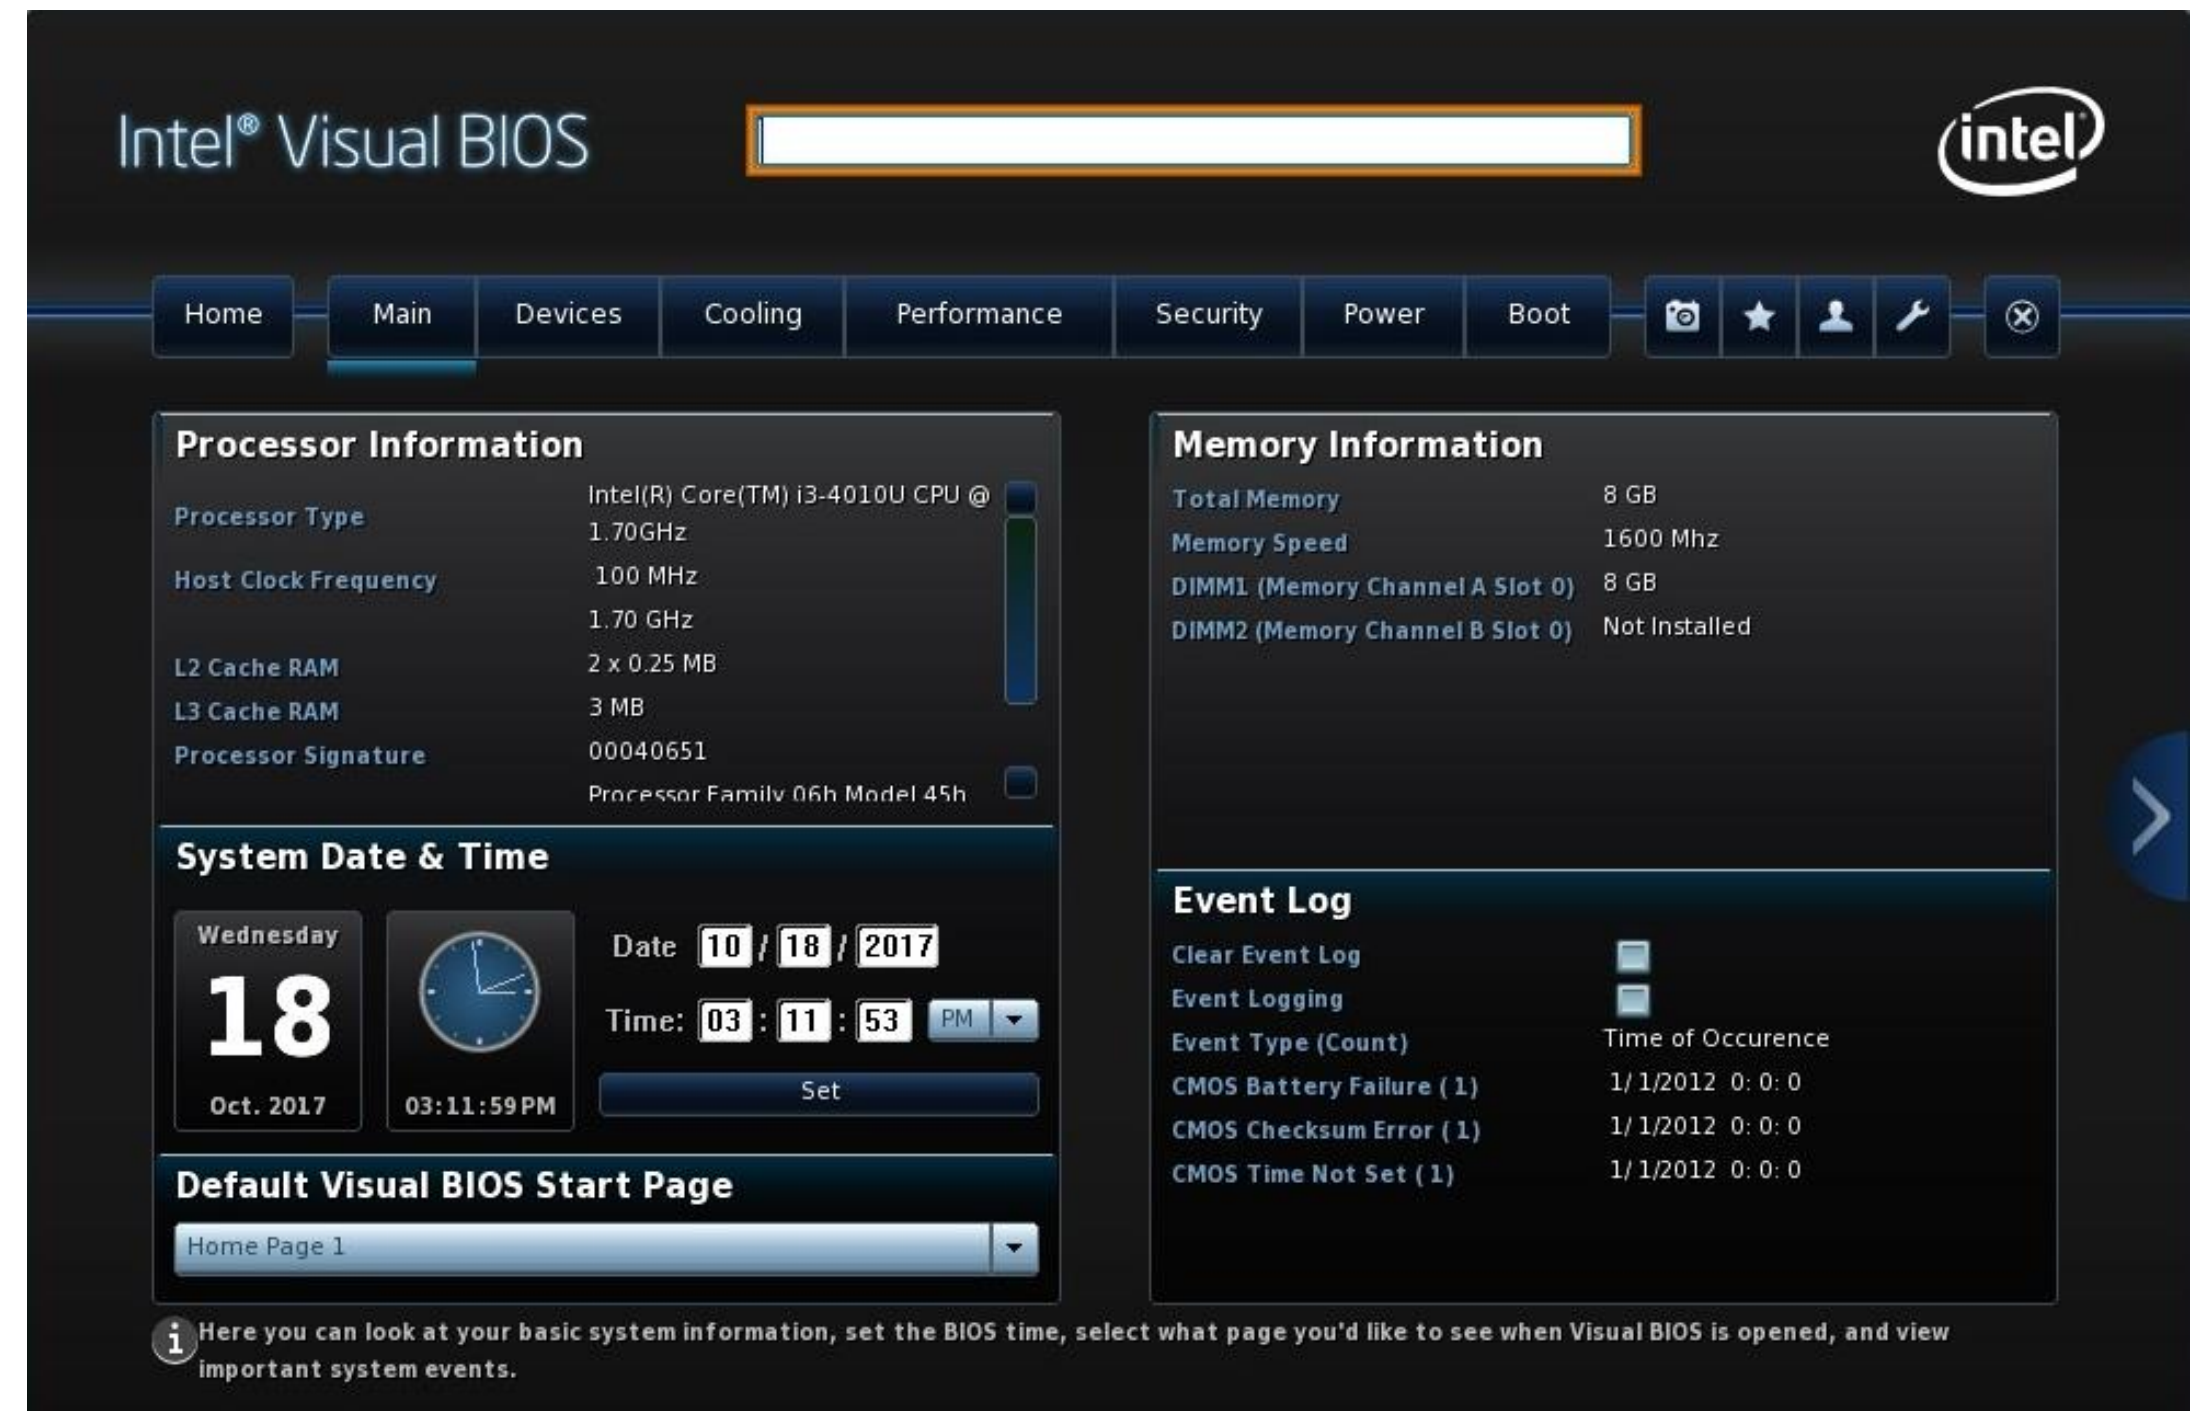 Intel® Visual BIOS
intel
Home
Main
Devices
Cooling
Performance
Security
Power
Boot
Processor Information
Processor Type
Intel(R) Core(TM) i3-4010U CPU @
1.70GHz
Host Clock Frequency
100 MHz
1.70 GHz
L2 Cache RAM
2 x 0.25 MB
L3 Cache RAM
3 MB
Processor Signature
00040651
Processor Family 06h Model 45h
System Date & Time
Wednesday
18
Oct. 2017
03:11:59 PM
Date 10 / 18 / 2017
Time: 03 : 11 : 53 PM
Set
Default Visual BIOS Start Page
Home Page 1
Memory Information
Total Memory 8 GB
Memory Speed 1600 Mhz
DIMM1 (Memory Channel A Slot 0) 8 GB
DIMM2 (Memory Channel B Slot 0) Not Installed
Event Log
Clear Event Log
Event Logging
Event Type (Count) Time of Occurence
CMOS Battery Failure ( 1) 1/ 1/2012 0: 0: 0
CMOS Checksum Error ( 1) 1/ 1/2012 0: 0: 0
CMOS Time Not Set ( 1) 1/ 1/2012 0: 0: 0
Here you can look at your basic system information, set the BIOS time, select what page you'd like to see when Visual BIOS is opened, and view
important system events.